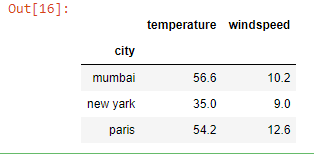 Out[16]:
temperature windspeed
city
mumbai 56.6 10.2
new yark 35.0 9.0
paris 54.2 12.6